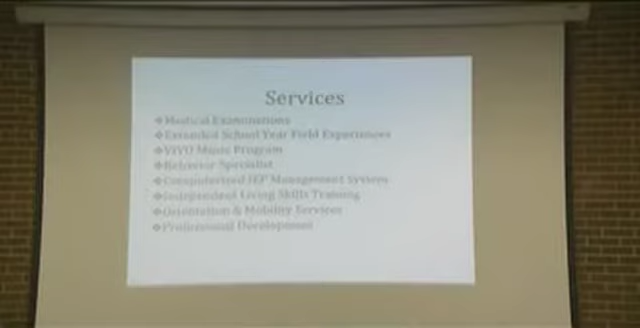 Services
❖Medical Examinations
❖Extended School Year Field Experiences
❖VIVO Music Program
❖Behavior Specialist
❖Computerized IEP Management System
❖Independent Living Skills Training
❖Orientation & Mobility Services
❖Professional Development